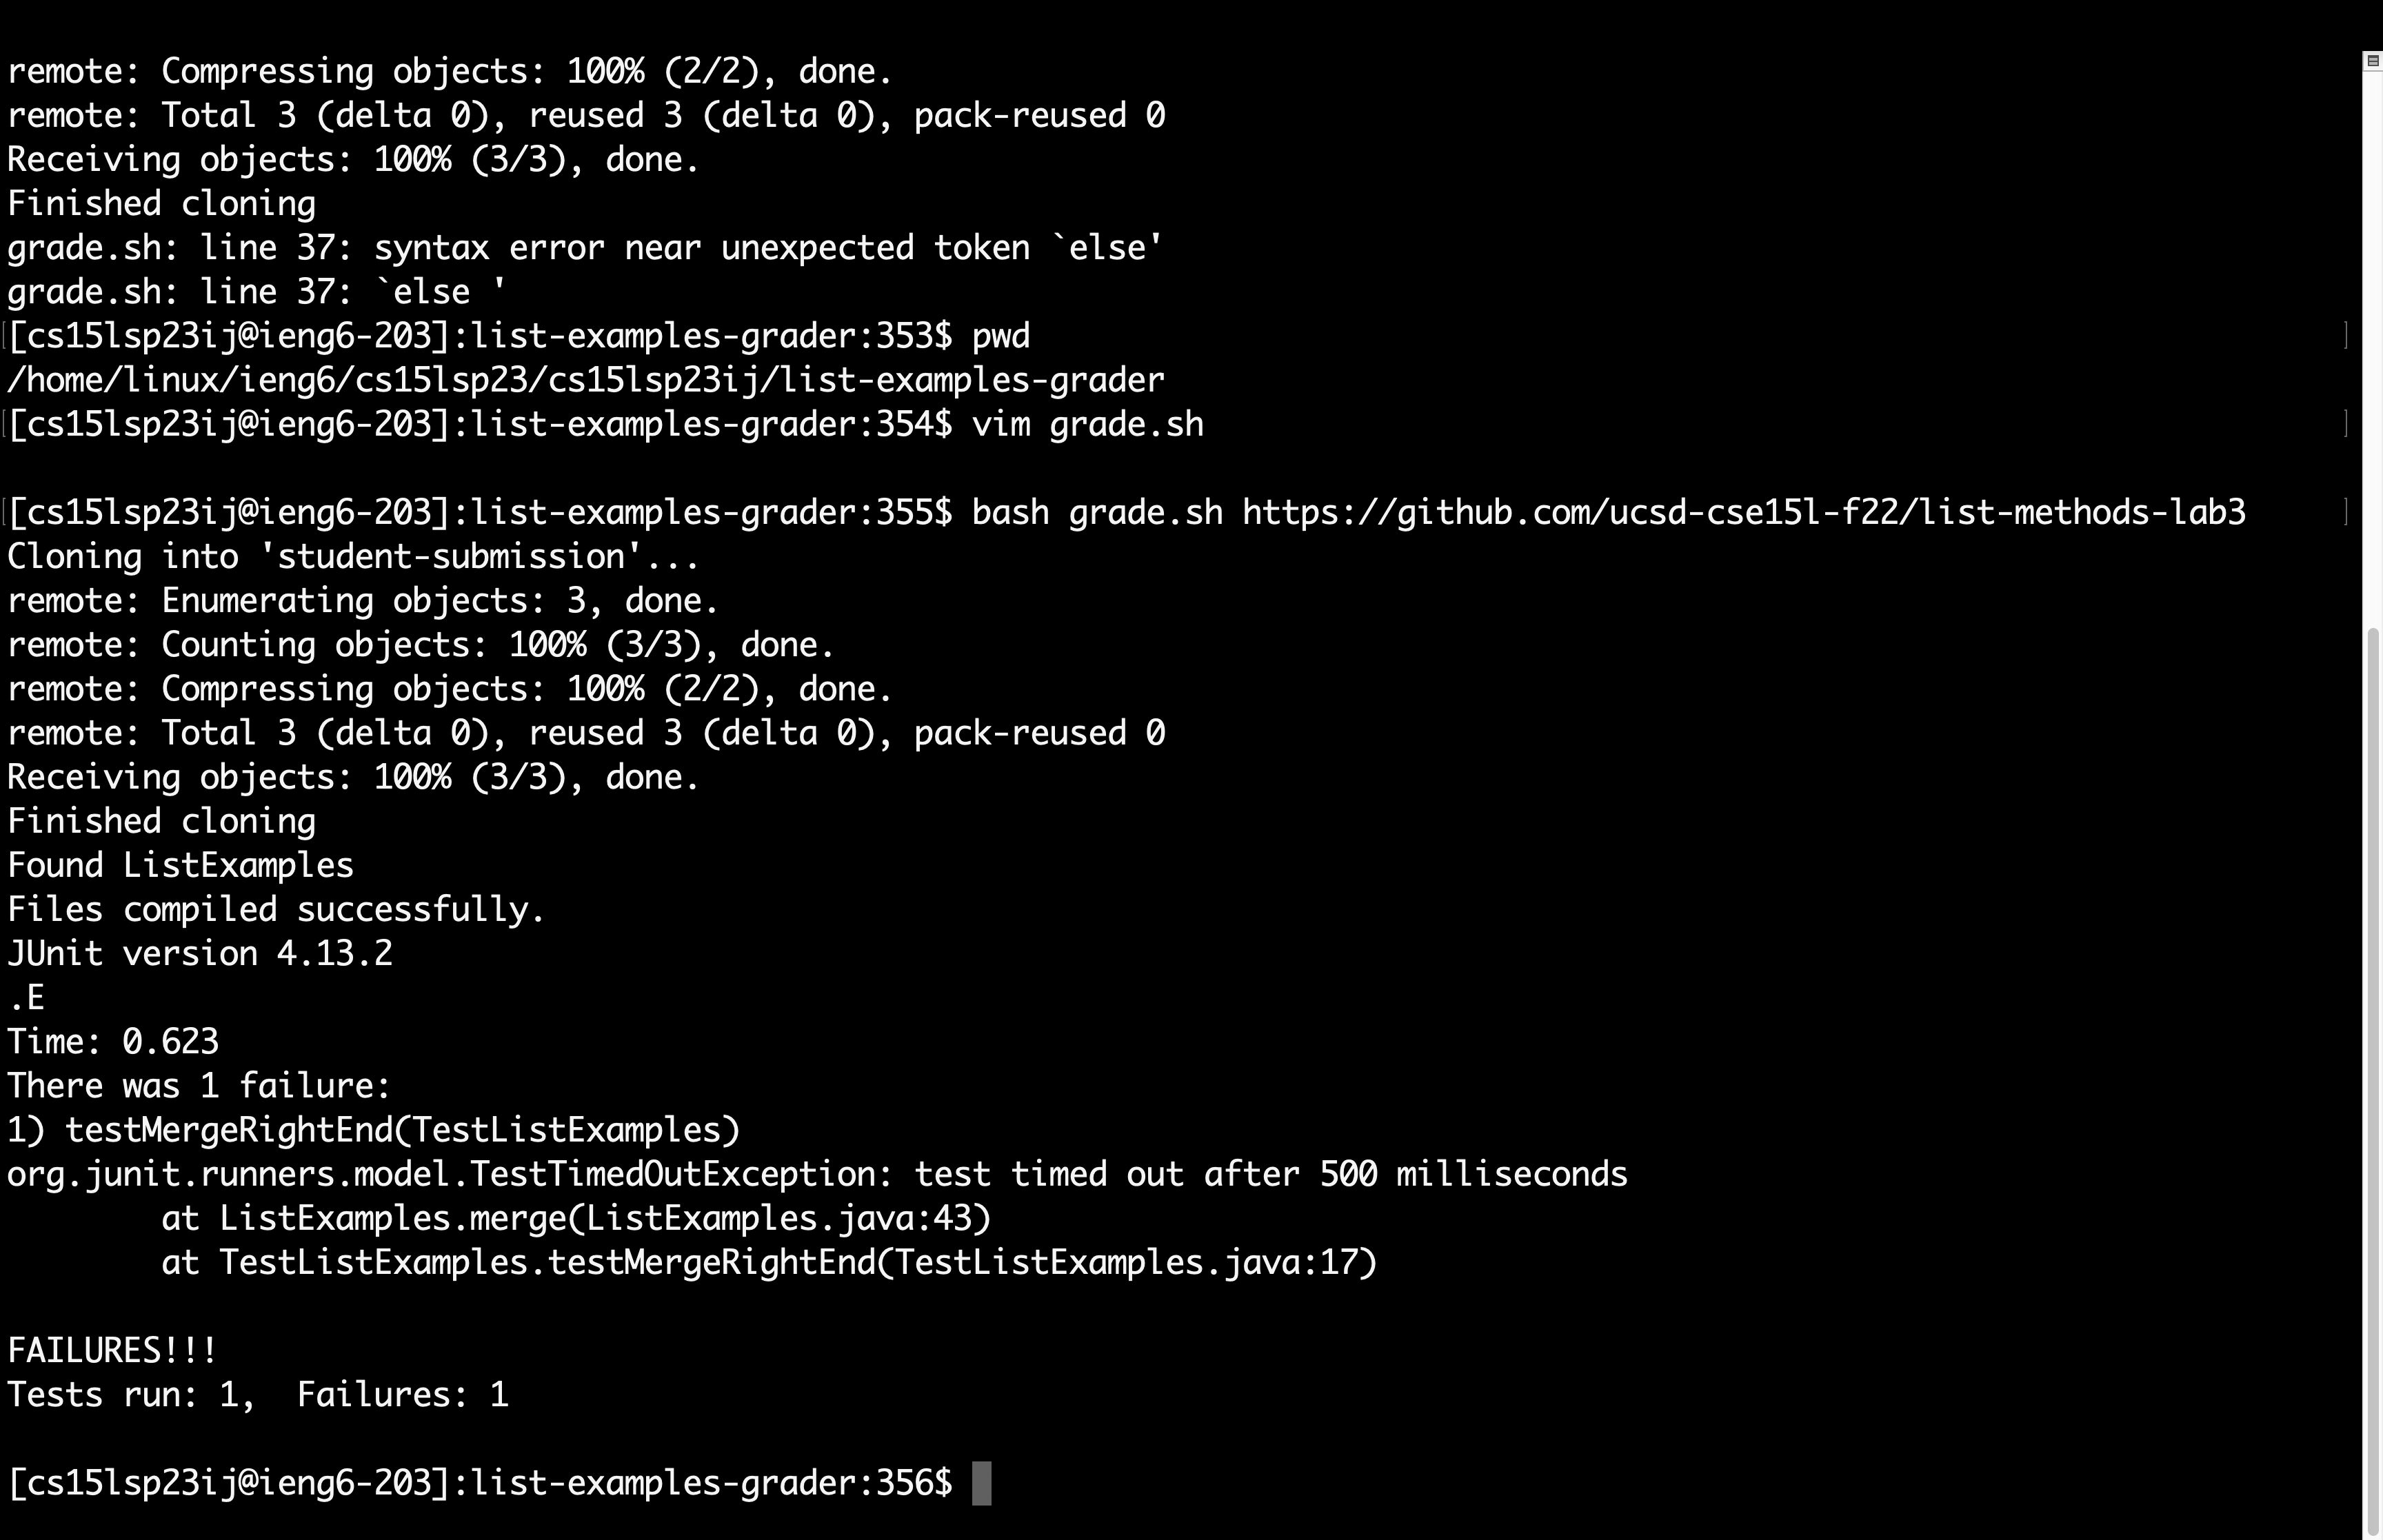 remote: Compressing objects: 100% (2/2), done.
remote: Total 3 (delta 0), reused 3 (delta 0), pack-reused 0
Receiving objects: 100% (3/3), done.
Finished cloning
grade.sh: line 37: syntax error near unexpected token `else'
grade.sh: line 37: `else '
[cs15lsp23ij@ieng6-203]:list-examples-grader:353$ pwd
/home/linux/ieng6/cs15lsp23/cs15lsp23ij/list-examples-grader
[cs15lsp23ij@ieng6-203]:list-examples-grader:354$ vim grade.sh
[cs15lsp23ij@ieng6-203]:list-examples-grader:355$ bash grade.sh https://github.com/ucsd-cse15l-f22/list-methods-lab3
Cloning into 'student-submission'...
remote: Enumerating objects: 3, done.
remote: Counting objects: 100% (3/3), done.
remote: Compressing objects: 100% (2/2), done.
remote: Total 3 (delta 0), reused 3 (delta 0), pack-reused 0
Receiving objects: 100% (3/3), done.
Finished cloning
Found ListExamples
Files compiled successfully.
JUnit version 4.13.2
.E
Time: 0.623
There was 1 failure:
1) testMergeRightEnd(TestListExamples)
org.junit.runners.model.TestTimedOutException: test timed out after 500 milliseconds
        at ListExamples.merge(ListExamples.java:43)
        at TestListExamples.testMergeRightEnd(TestListExamples.java:17)
FAILURES!!!
Tests run: 1,  Failures: 1
[cs15lsp23ij@ieng6-203]:list-examples-grader:356$